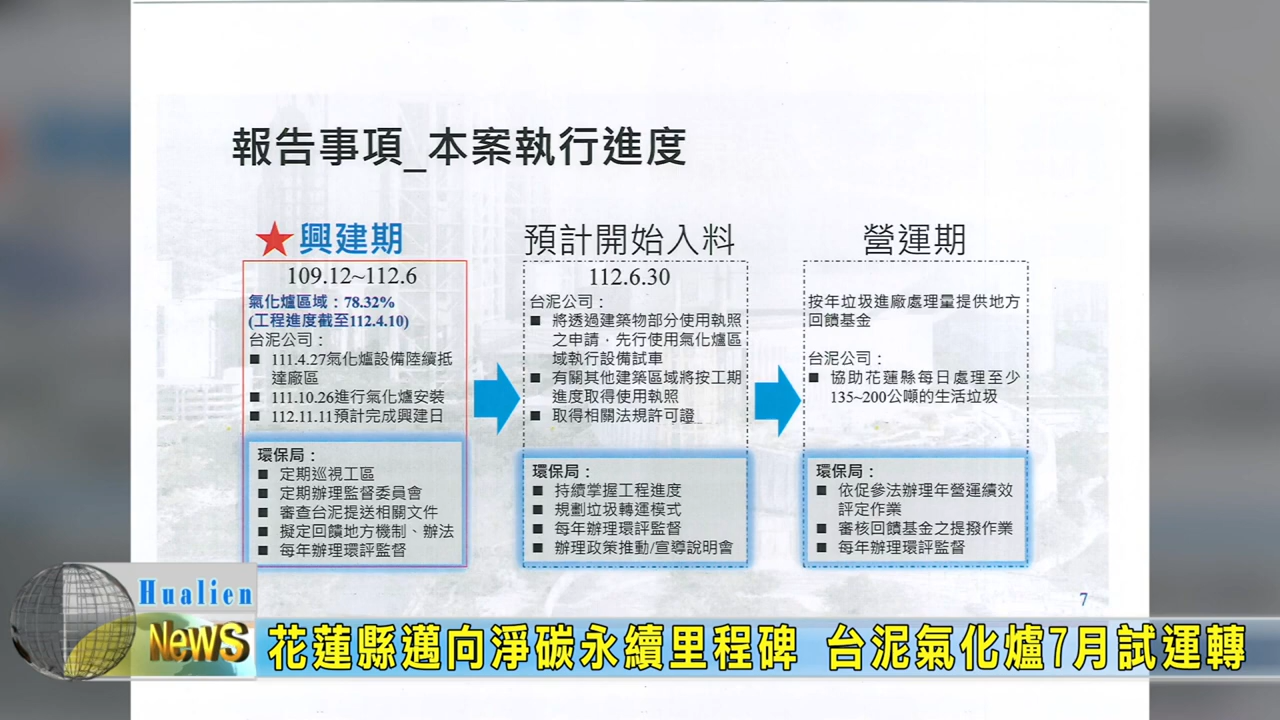 報告事項_本案執行進度
★興建期
109.12~112.6
氣化爐區域：78.32%
(工程進度截至112.4.10)
台泥公司：
■ 111.4.27氣化爐設備陸續抵
達廠區
■ 111.10.26進行氣化爐安裝
■ 112.11.11預計完成興建日
環保局：
■ 定期巡視工區
■ 定期辦理監督委員會
■ 審查台泥提送相關文件
■ 擬定回饋地方機制、辦法
■ 每年辦理環評監督
預計開始入料
112.6.30
台泥公司：
■ 將透過建築物部分使用執照
之申請，先行使用氣化爐區
域執行設備試車
■ 有關其他建築區域將按工期
進度取得使用執照
■ 取得相關法規許可證
環保局：
■ 持續掌握工程進度
■ 規劃垃圾轉運模式
■ 每年辦理環評監督
■ 辦理政策推動/宣導說明會
營運期
按年垃圾進廠處理量提供地方
回饋基金
台泥公司：
■ 協助花蓮縣每日處理至少
135~200公噸的生活垃圾
環保局：
■ 依促參法辦理年營運績效
評定作業
■ 審核回饋基金之提撥作業
■ 每年辦理環評監督
7
Hualien
NewS
花蓮縣邁向淨碳永續里程碑 台泥氣化爐7月試運轉